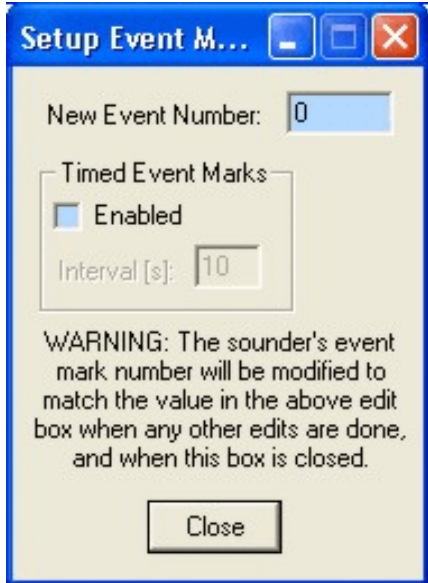 Setup Event M...
New Event Number: 0
Timed Event Marks
Enabled
Interval [s]: 10
WARNING: The sounder's event
mark number will be modified to
match the value in the above edit
box when any other edits are done,
and when this box is closed.
Close